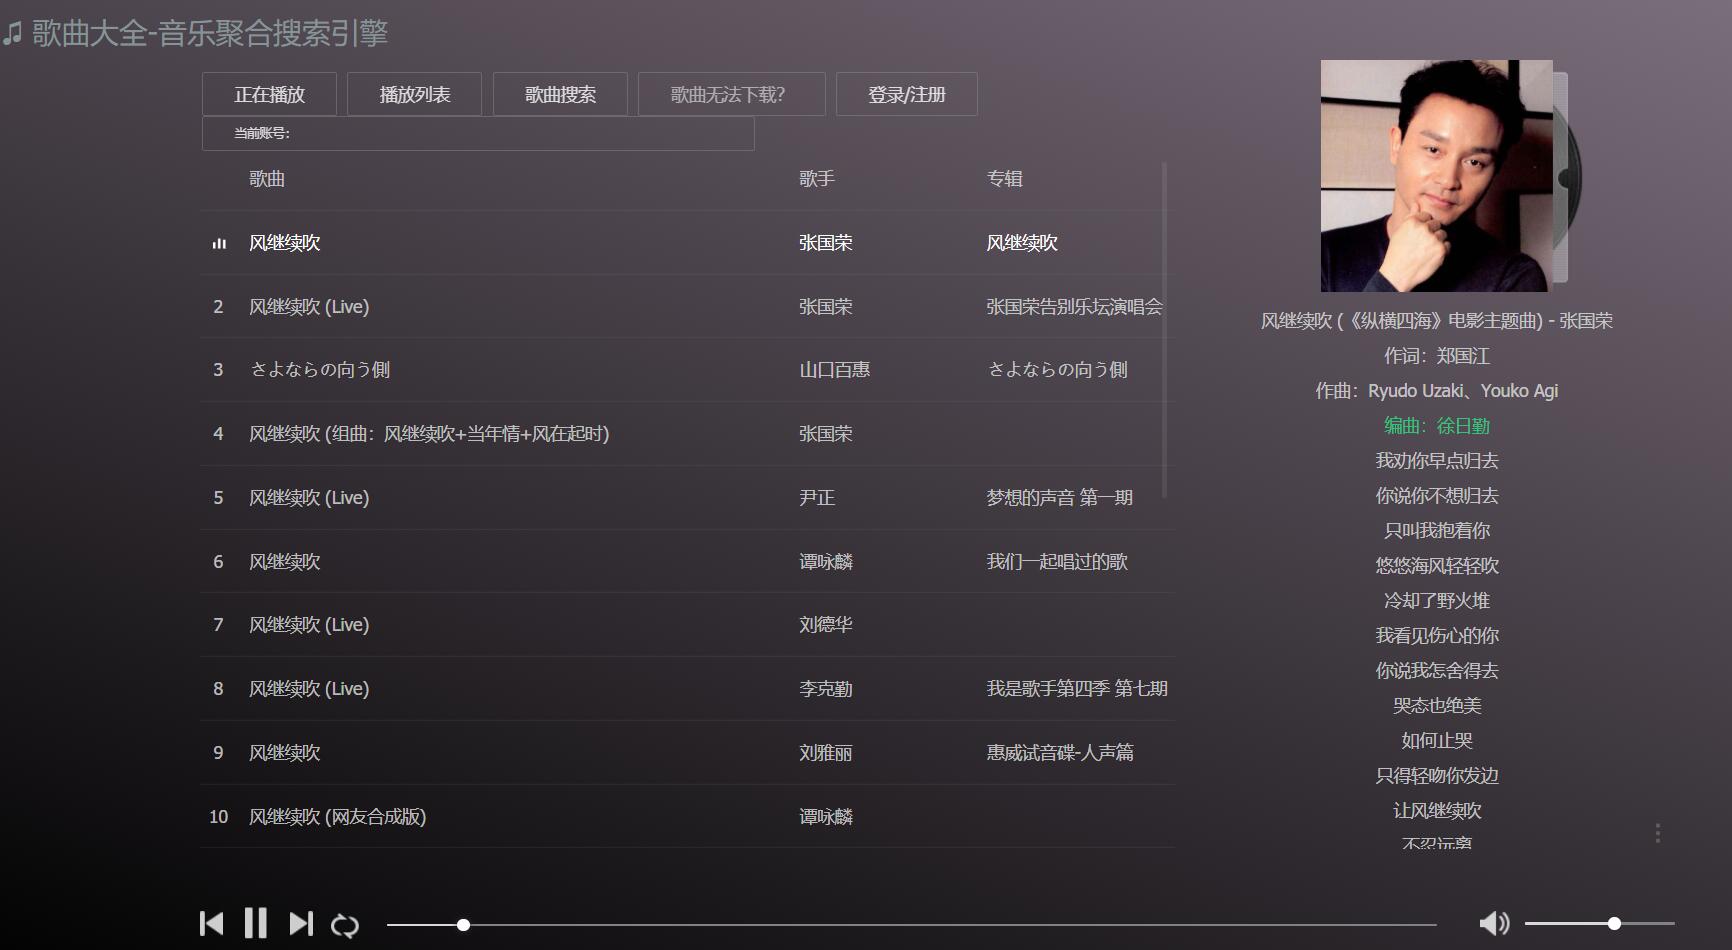 歌曲大全-音乐聚合搜索引擎
正在播放 播放列表 歌曲搜索 歌曲无法下载? 登录/注册
当前账号:
歌曲 歌手 专辑
风继续吹 张国荣 风继续吹
2 风继续吹 (Live) 张国荣 张国荣告别乐坛演唱会
3 さよならの向う側 山口百惠 さよならの向う側
4 风继续吹 (组曲：风继续吹+当年情+风在起时) 张国荣
5 风继续吹 (Live) 尹正 梦想的声音 第一期
6 风继续吹 谭咏麟 我们一起唱过的歌
7 风继续吹 (Live) 刘德华
8 风继续吹 (Live) 李克勤 我是歌手第四季 第七期
9 风继续吹 刘雅丽 惠威试音碟-人声篇
10 风继续吹 (网友合成版) 谭咏麟
风继续吹 (《纵横四海》电影主题曲) - 张国荣
作词：郑国江
作曲：Ryudo Uzaki、Youko Agi
编曲：徐日勤
我劝你早点归去
你说你不想归去
只叫我抱着你
悠悠海风轻轻吹
冷却了野火堆
我看见伤心的你
你说我怎舍得去
哭态也绝美
如何止哭
只得轻吻你发边
让风继续吹
不忍远离